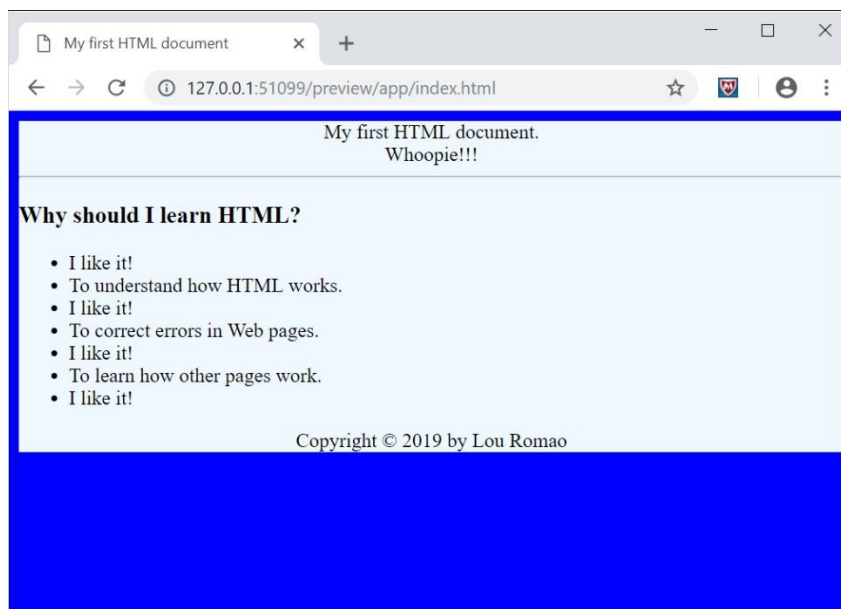 My first HTML document
127.0.0.1:51099/preview/app/index.html
My first HTML document.
Whoopie!!!
Why should I learn HTML?
I like it!
To understand how HTML works.
I like it!
To correct errors in Web pages.
I like it!
To learn how other pages work.
I like it!
Copyright © 2019 by Lou Romao